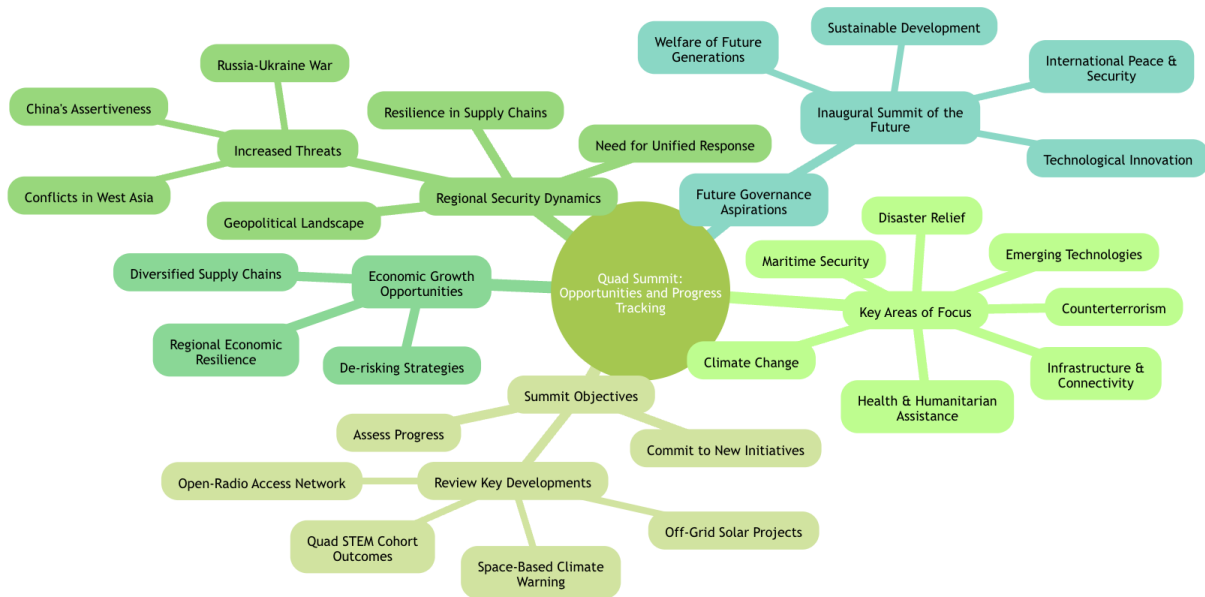 Quad Summit:
Opportunities and Progress
Tracking
Regional Security Dynamics
Increased Threats
Russia-Ukraine War
China's Assertiveness
Conflicts in West Asia
Geopolitical Landscape
Resilience in Supply Chains
Need for Unified Response
Future Governance
Aspirations
Inaugural Summit of the
Future
Welfare of Future
Generations
Sustainable Development
International Peace &
Security
Technological Innovation
Key Areas of Focus
Maritime Security
Disaster Relief
Emerging Technologies
Counterterrorism
Infrastructure &
Connectivity
Health & Humanitarian
Assistance
Climate Change
Economic Growth
Opportunities
Diversified Supply Chains
Regional Economic
Resilience
De-risking Strategies
Summit Objectives
Assess Progress
Commit to New Initiatives
Review Key Developments
Open-Radio Access Network
Quad STEM Cohort
Outcomes
Space-Based Climate
Warning
Off-Grid Solar Projects